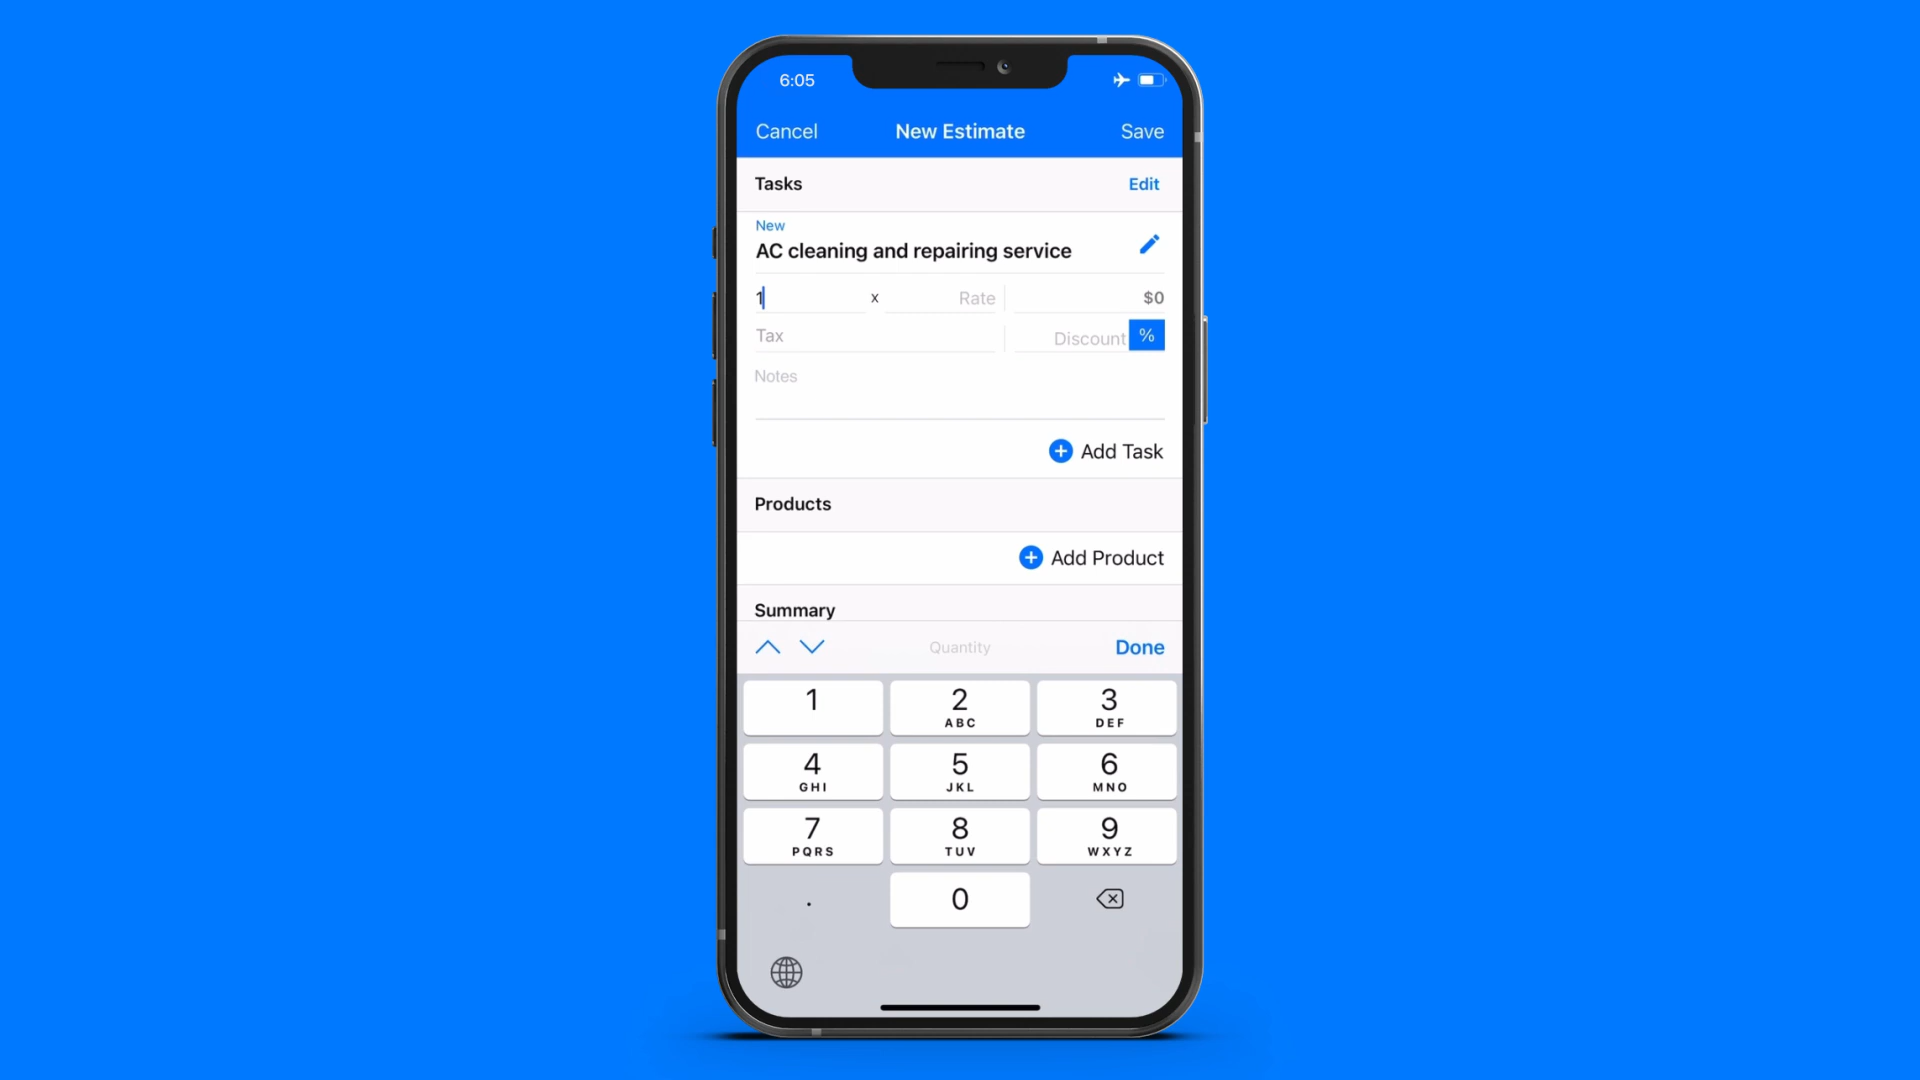 6:05
Cancel New Estimate Save
Tasks Edit
New
AC cleaning and repairing service
1 x Rate $0
Tax Discount %
Notes
Add Task
Products
Add Product
Summary
Quantity Done
1 2 3
ABC DEF
4 5 6
GHI JKL MNO
7 8 9
PQRS TUV WXYZ
. 0